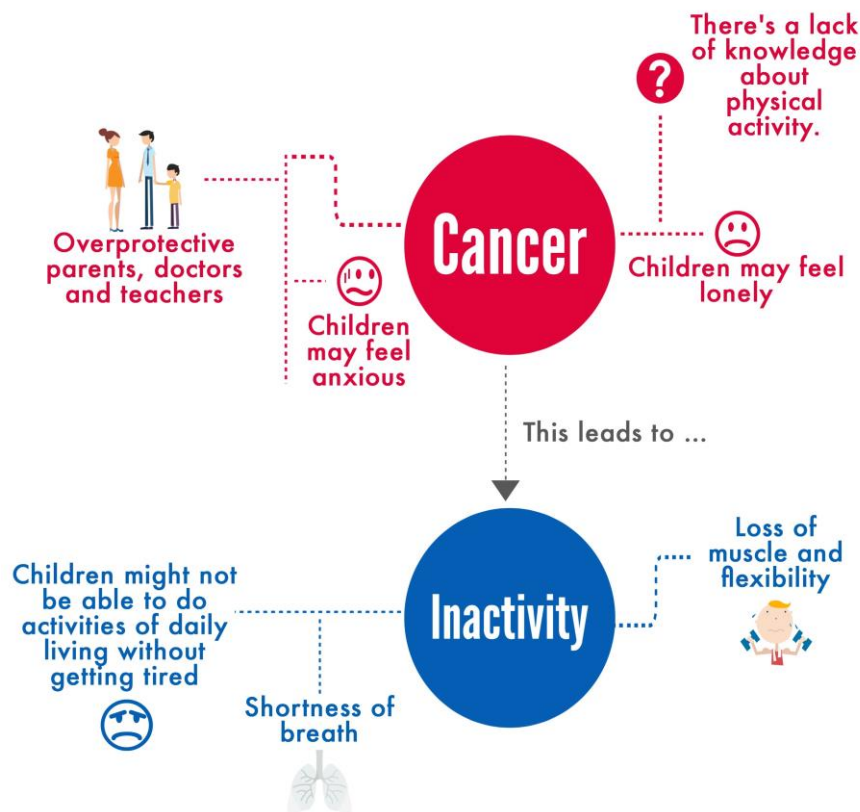 There's a lack
of knowledge
about
physical
activity.
?
Cancer
Overprotective
parents, doctors
and teachers
Children may feel
lonely
Children
may feel
anxious
This leads to ...
Loss of
muscle and
flexibility
Children might not
be able to do
activities of daily
living without
getting tired
Inactivity
Shortness of
breath